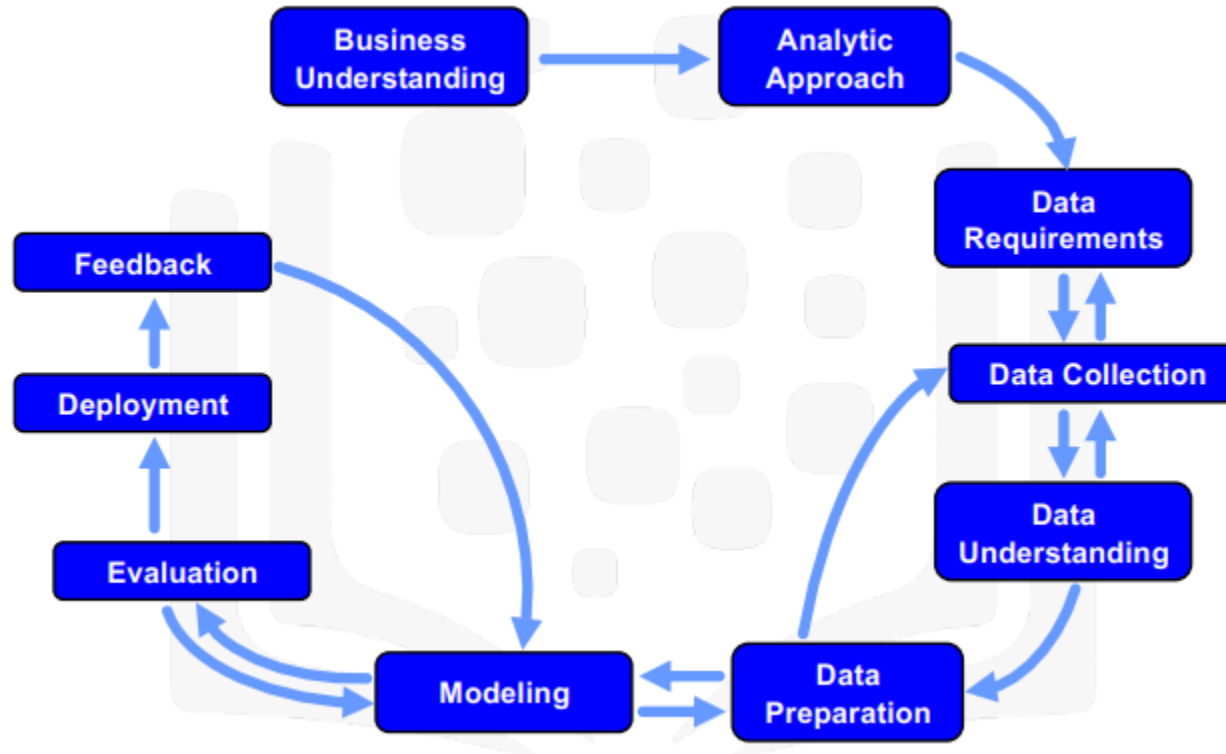 Business
Understanding
Analytic
Approach
Data
Requirements
Data Collection
Data
Understanding
Data
Preparation
Modeling
Evaluation
Deployment
Feedback